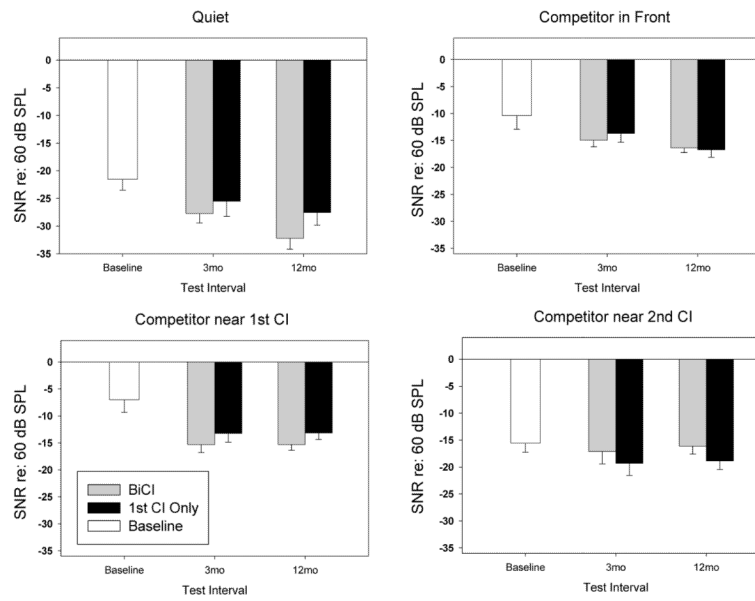 Quiet
SNR re: 60 dB SPL
0
-5
-10
-15
-20
-25
-30
-35
Baseline 3mo 12mo
Test Interval
Competitor in Front
SNR re: 60 dB SPL
0
-5
-10
-15
-20
-25
-30
-35
Baseline 3mo 12mo
Test Interval
Competitor near 1st CI
SNR re: 60 dB SPL
0
-5
-10
-15
-20
-25
-30
-35
BiCI
1st CI Only
Baseline
Baseline 3mo 12mo
Test Interval
Competitor near 2nd CI
SNR re: 60 dB SPL
0
-5
-10
-15
-20
-25
-30
-35
Baseline 3mo 12mo
Test Interval